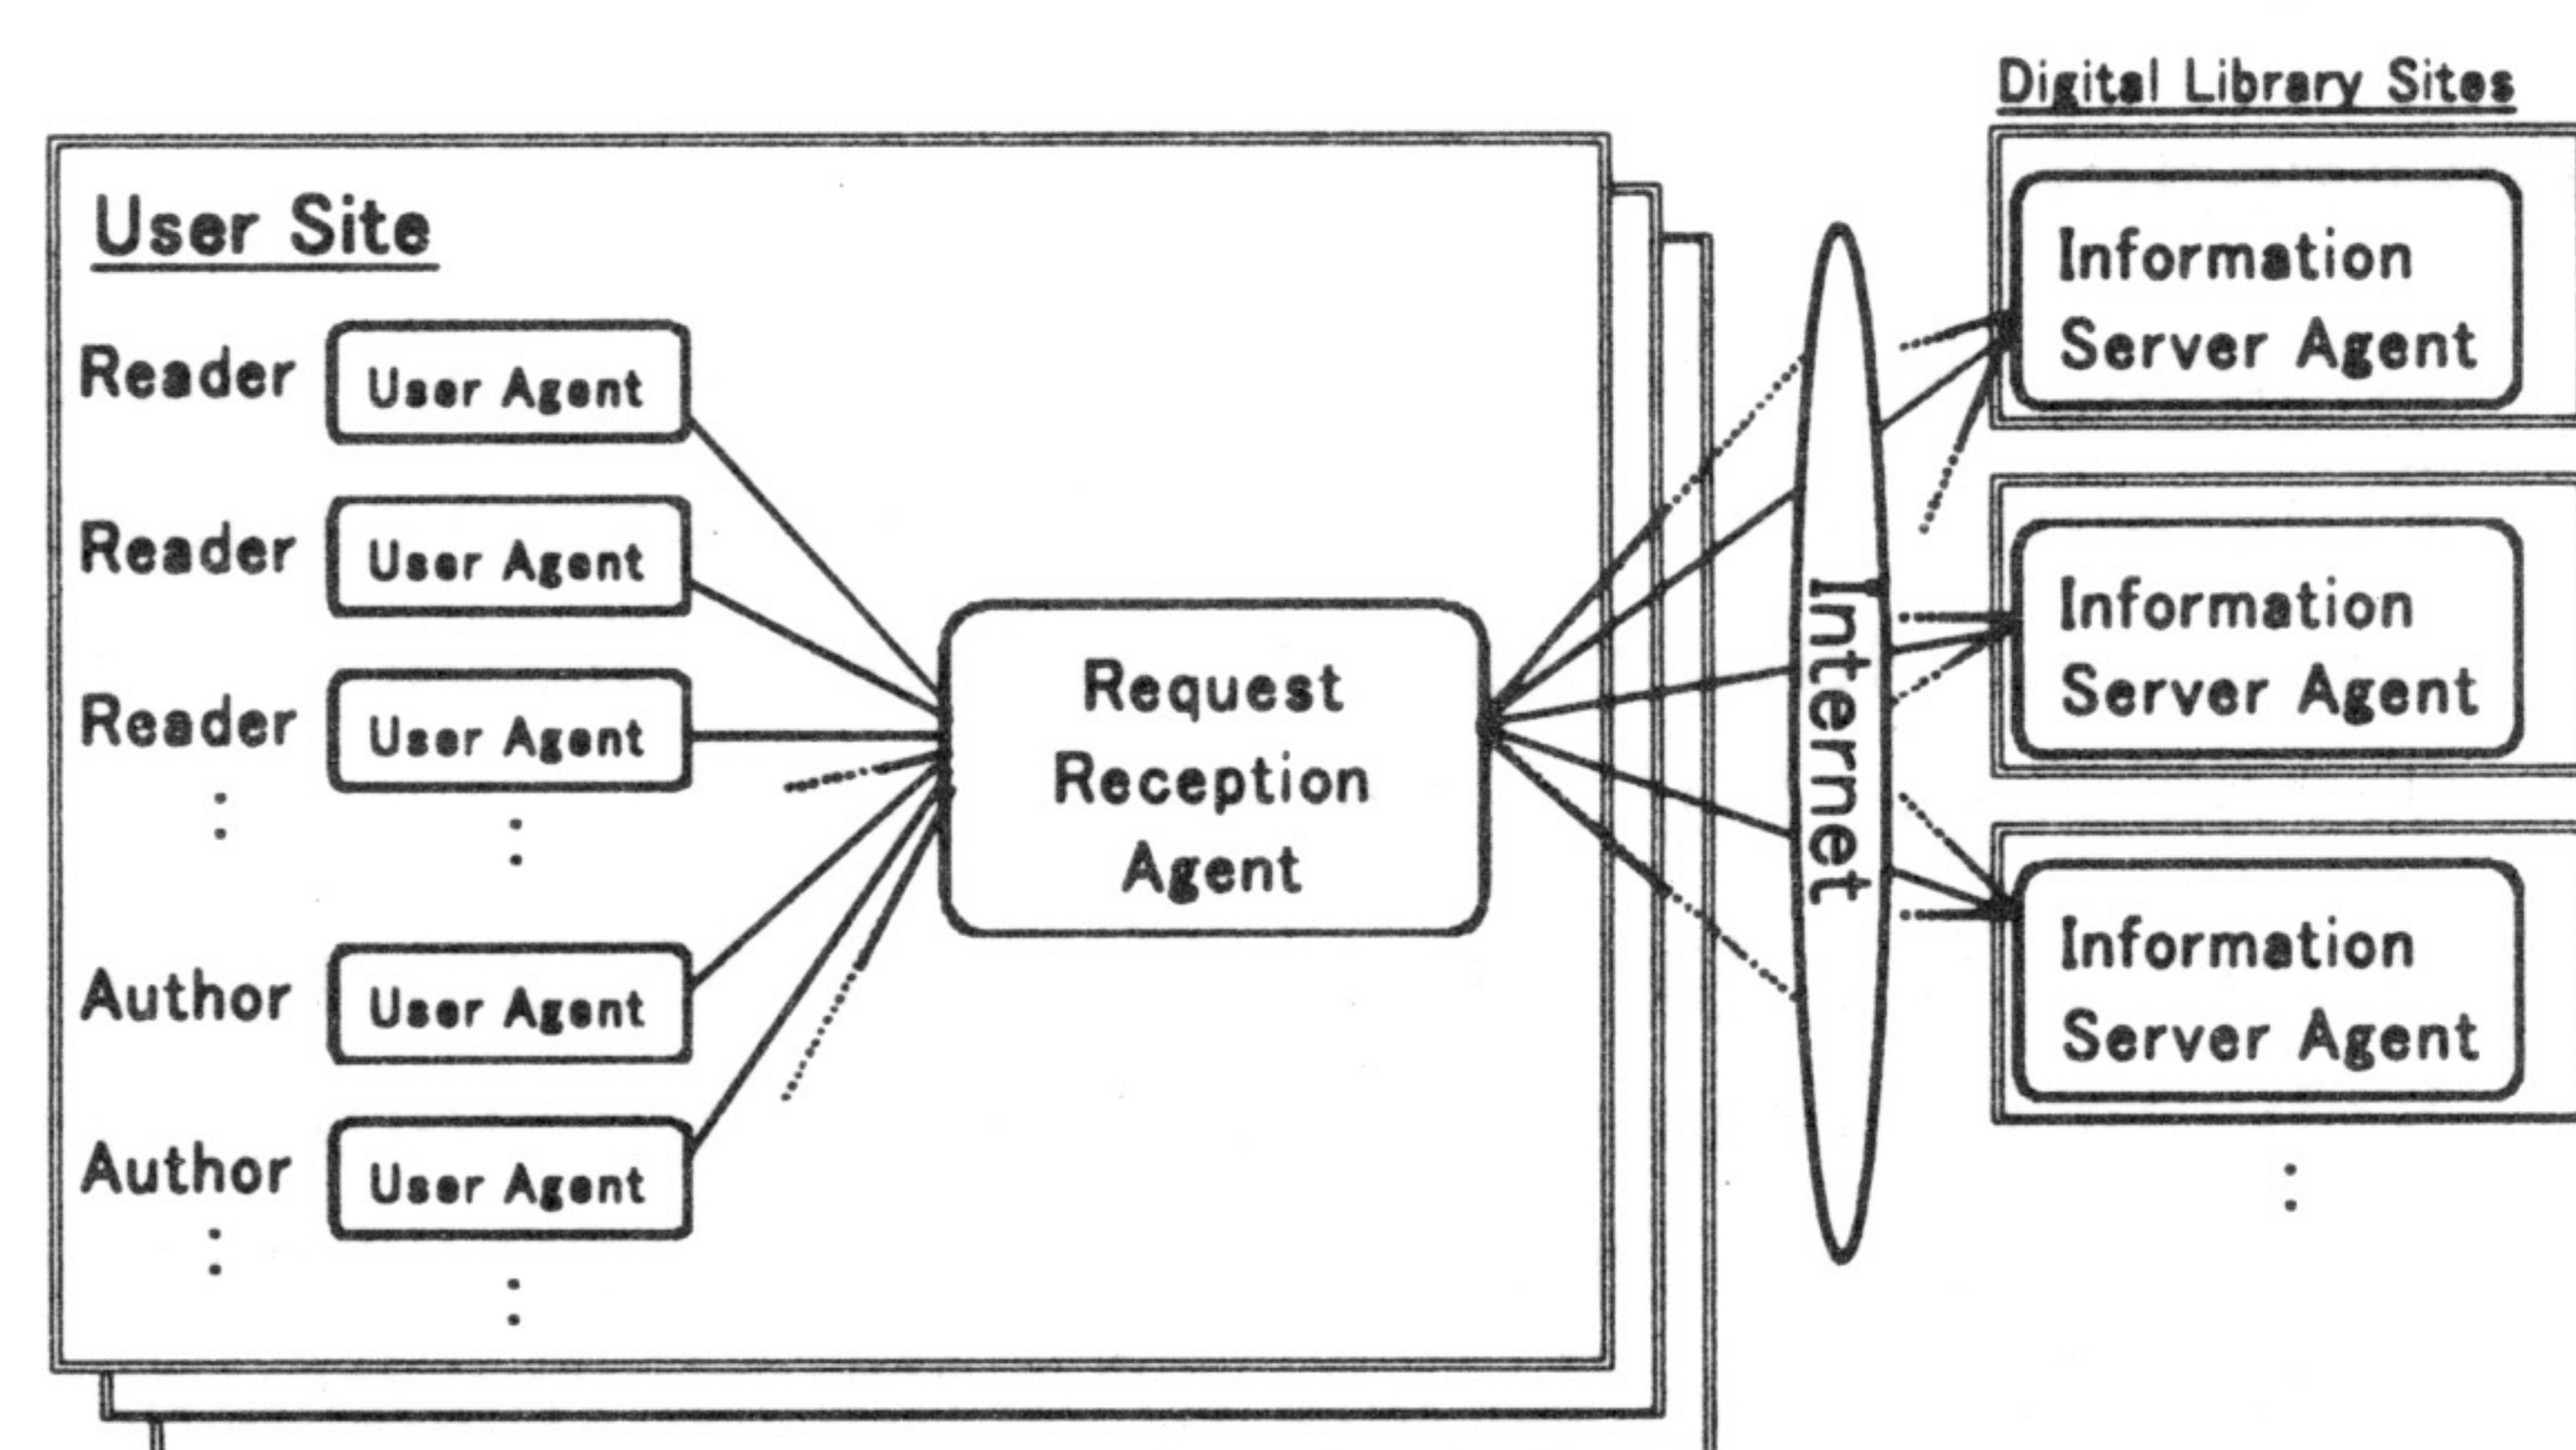 Digital Library Sites
User Site
Reader
User Agent
Reader
User Agent
Reader
User Agent
Author
User Agent
Author
User Agent
Request
Reception
Agent
Internet
Information
Server Agent
Information
Server Agent
Information
Server Agent